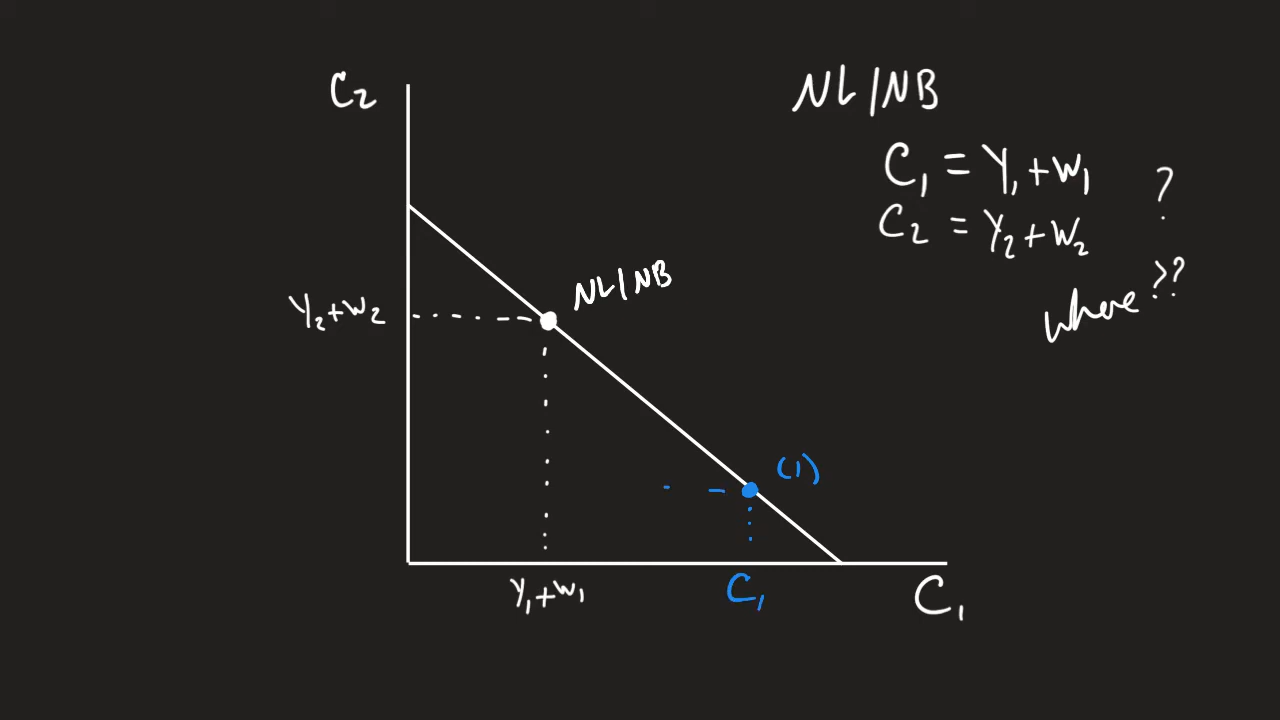 C₂
NL/NB
C₁ = Y₁+W₁
?
C₂ = Y₂+W₂
where ??
NL/NB
Y₂+W₂
(1)
Y₁+W₁
C₁
C₁